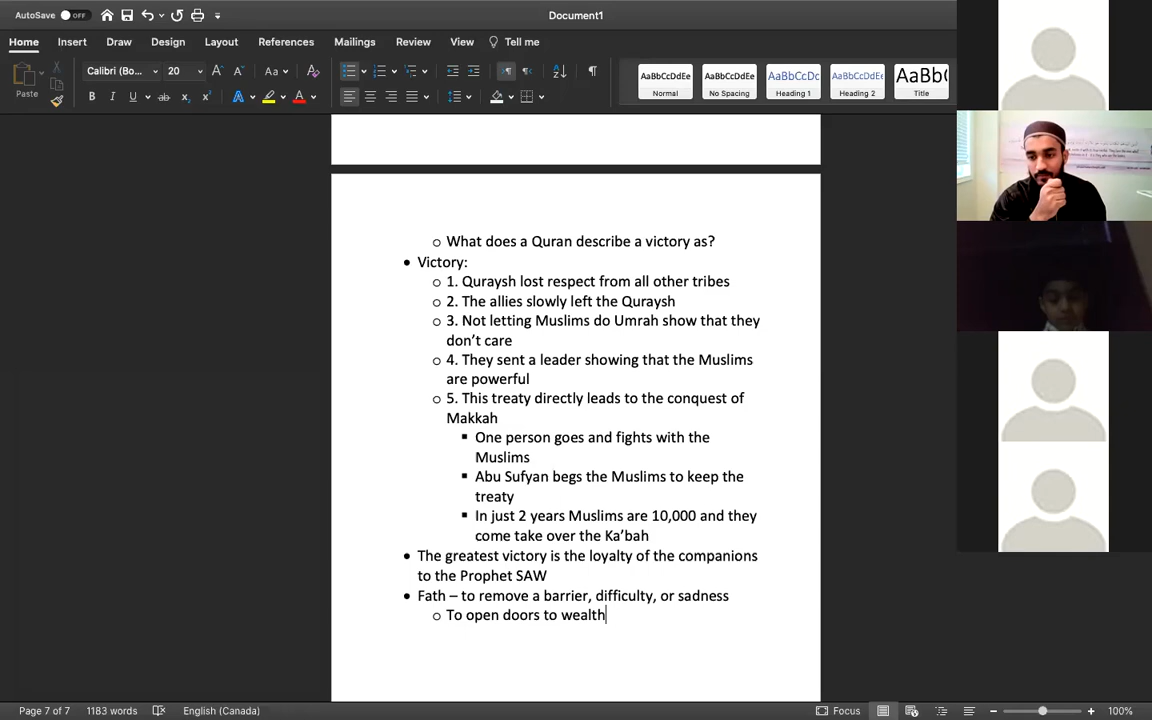 AutoSave OFF
Document1
Home Insert Draw Design Layout References Mailings Review View Tell me
Paste
Calibri (Bo... 20
AaBbCcDdEe AaBbCcDdEe AaBbCcDc AaBbCcDdEe AaBb(
Normal No Spacing Heading 1 Heading 2 Title
What does a Quran describe a victory as?
Victory:
1. Quraysh lost respect from all other tribes
2. The allies slowly left the Quraysh
3. Not letting Muslims do Umrah show that they
don't care
4. They sent a leader showing that the Muslims
are powerful
5. This treaty directly leads to the conquest of
Makkah
One person goes and fights with the
Muslims
Abu Sufyan begs the Muslims to keep the
treaty
In just 2 years Muslims are 10,000 and they
come take over the Ka'bah
The greatest victory is the loyalty of the companions
to the Prophet SAW
Fath – to remove a barrier, difficulty, or sadness
To open doors to wealth
Page 7 of 7 1183 words English (Canada) Focus 100%